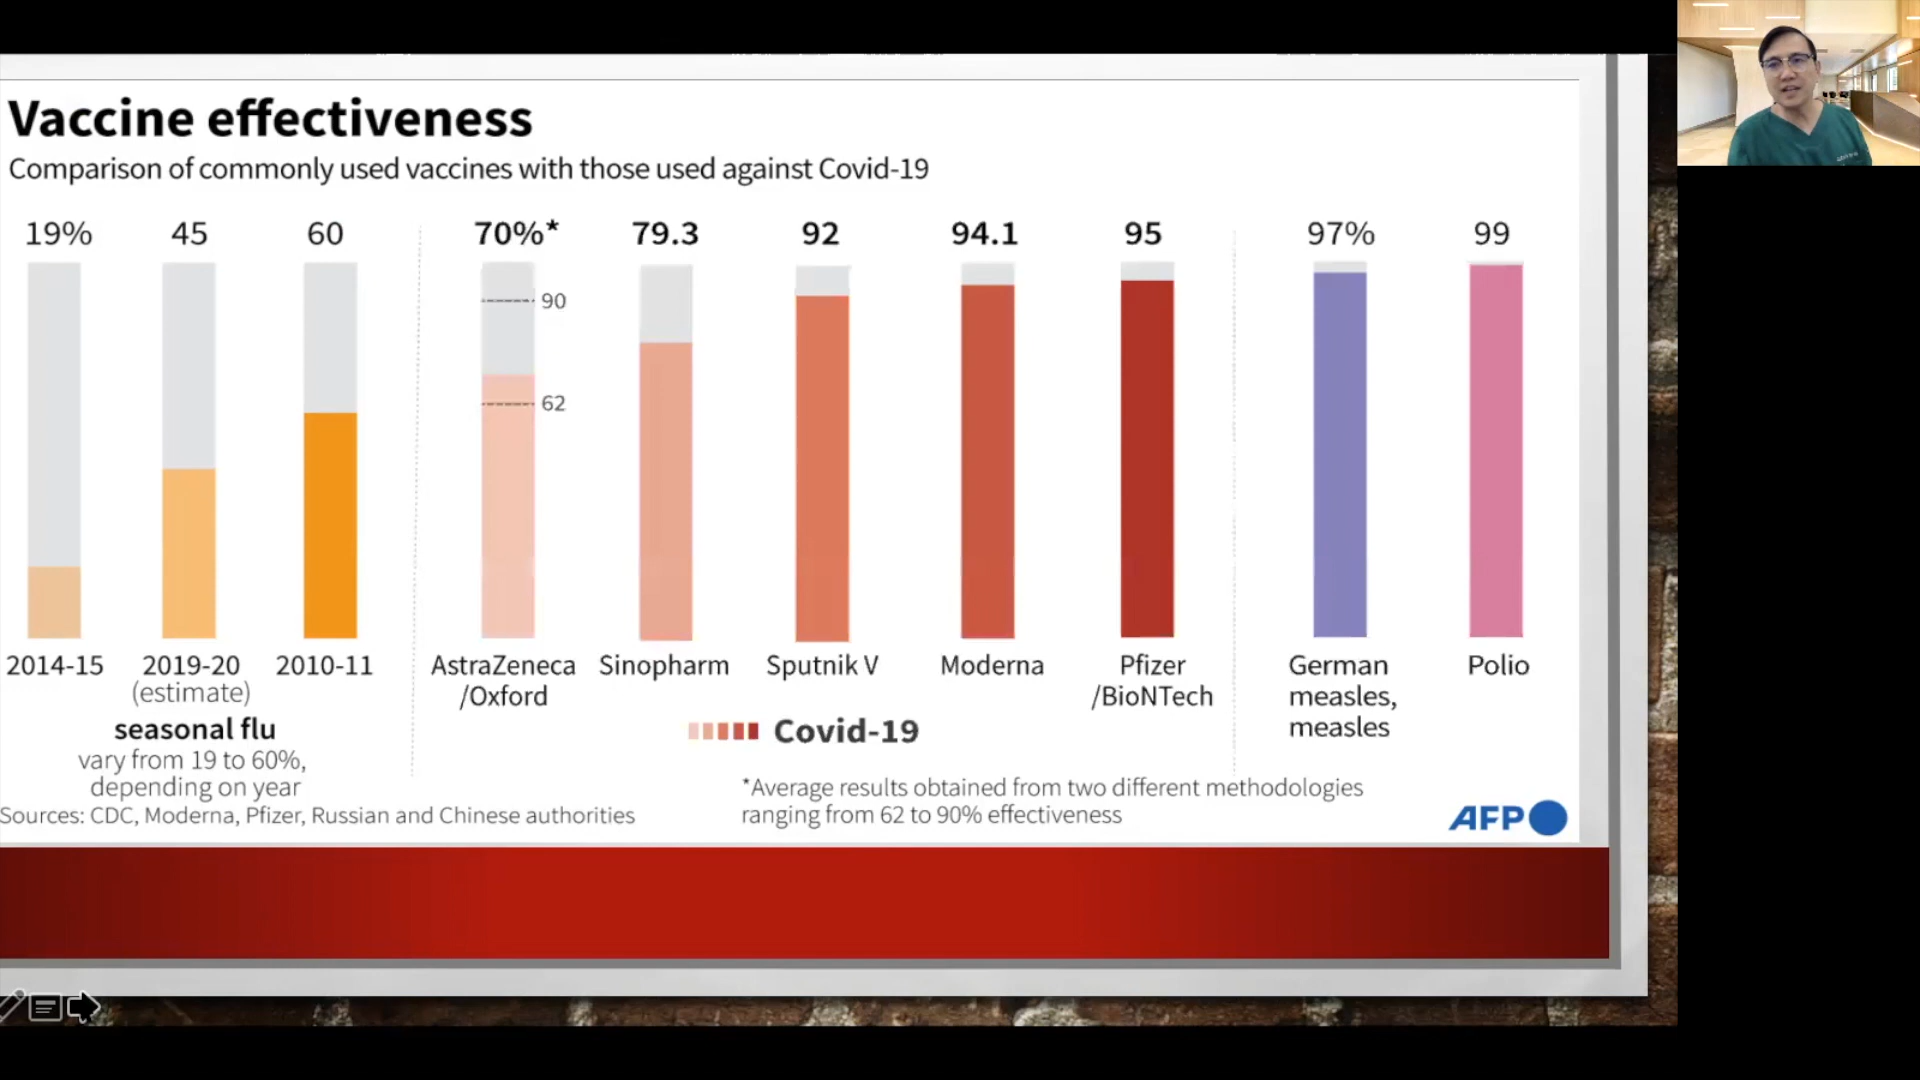 Vaccine effectiveness
Comparison of commonly used vaccines with those used against Covid-19
19% 45 60 70%* 79.3 92 94.1 95 97% 99
90
62
2014-15 2019-20 2010-11 AstraZeneca Sinopharm Sputnik V Moderna Pfizer German Polio
(estimate) /Oxford /BioNTech measles,
measles
seasonal flu
vary from 19 to 60%,
depending on year
Covid-19
*Average results obtained from two different methodologies
ranging from 62 to 90% effectiveness
Sources: CDC, Moderna, Pfizer, Russian and Chinese authorities
AFP